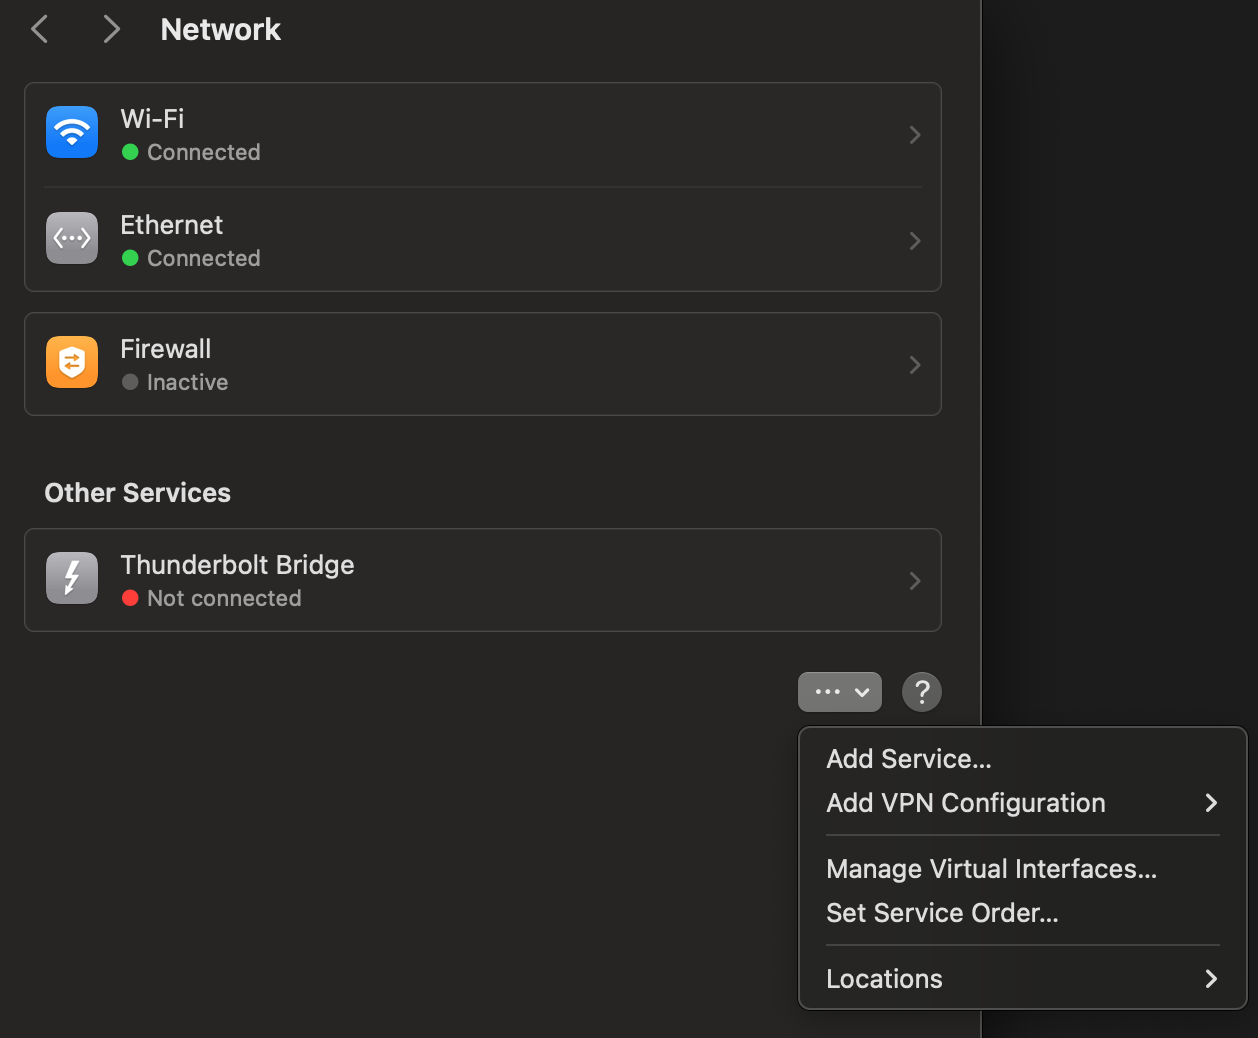 Network
Wi-Fi
Connected
Ethernet
Connected
Firewall
Inactive
Other Services
Thunderbolt Bridge
Not connected
?
Add Service...
Add VPN Configuration
Manage Virtual Interfaces...
Set Service Order...
Locations